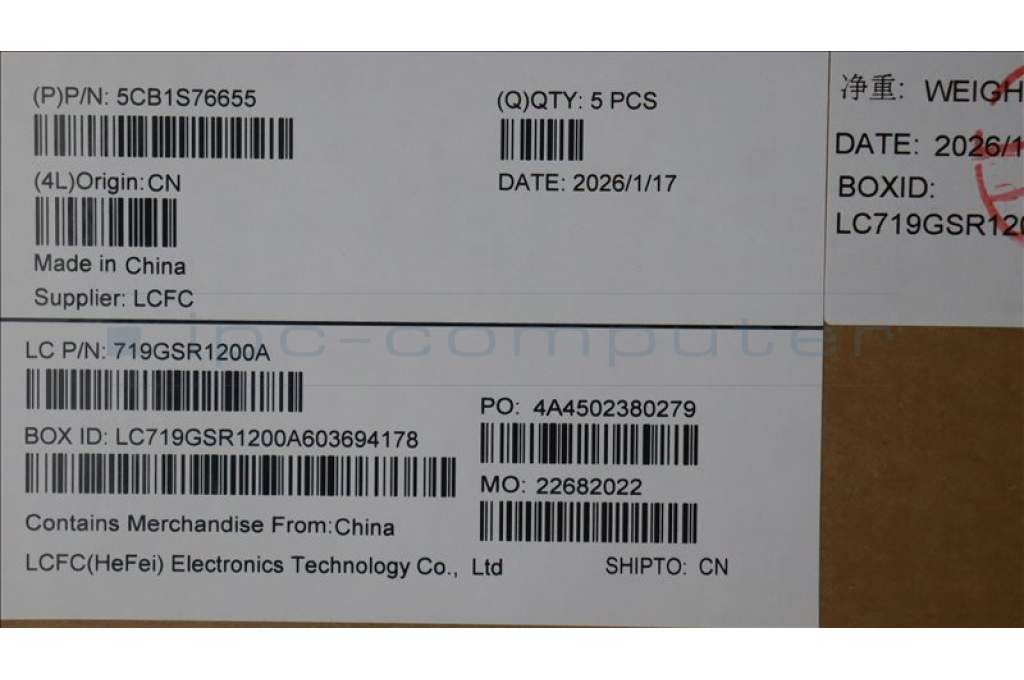 (P)P/N: 5CB1S76655
(Q)QTY: 5 PCS
(4L)Origin: CN
DATE: 2026/1/17
Made in China
Supplier: LCFC
ipc-computer
LC P/N: 719GSR1200A
PO: 4A4502380279
BOX ID: LC719GSR1200A603694178
MO: 22682022
Contains Merchandise From: China
LCFC(HeFei) Electronics Technology Co., Ltd
SHIPTO: CN
净重: WEIGH
DATE: 2026/1
BOXID:
LC719GSR120